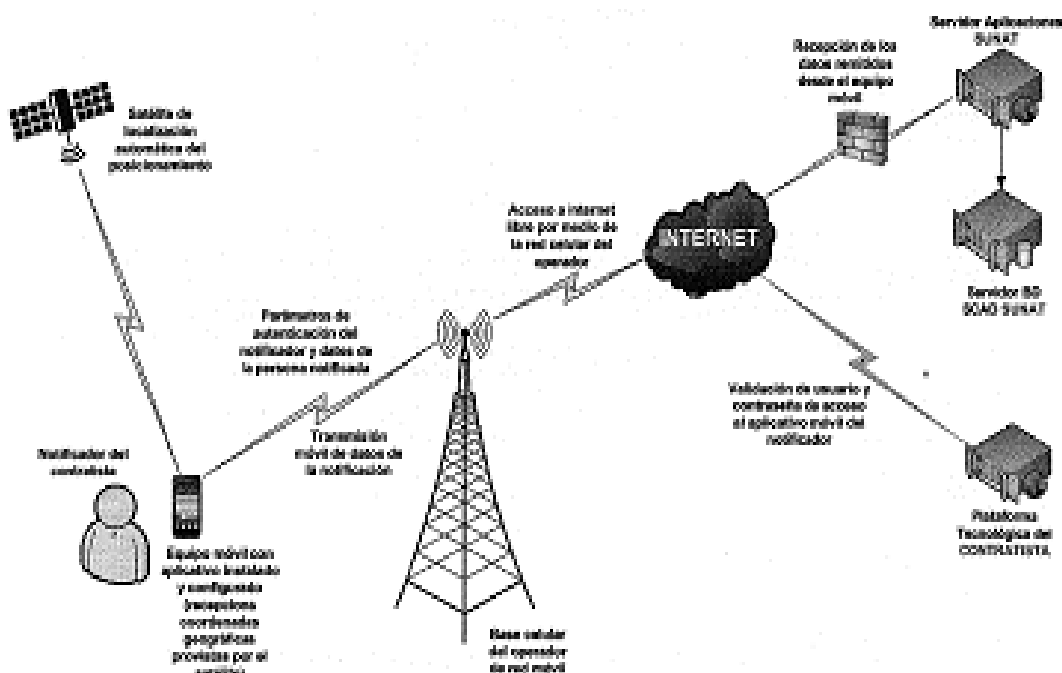 Satélite de
localización
automática del
posicionamiento
Notificador del
contratista
Equipo móvil con
aplicativo instalado
y configurado
(recepciona
coordenadas
geográficas
provistas por el
satélite)
Parámetros de
autenticación del
notificador y datos de
la persona notificada
Transmisión
móvil de datos de
la notificación
Base celular
del operador
de red móvil
Acceso a internet
libre por medio de
la red celular del
operador
INTERNET
Recepción de los
datos remitidos
desde el equipo
móvil
Servidor Aplicaciones
SUNAT
Servidor BD
SUNAT
Validación de usuario y
contraseña de acceso
al aplicativo móvil del
notificador
Plataforma
Tecnológica del
CONTRATISTA